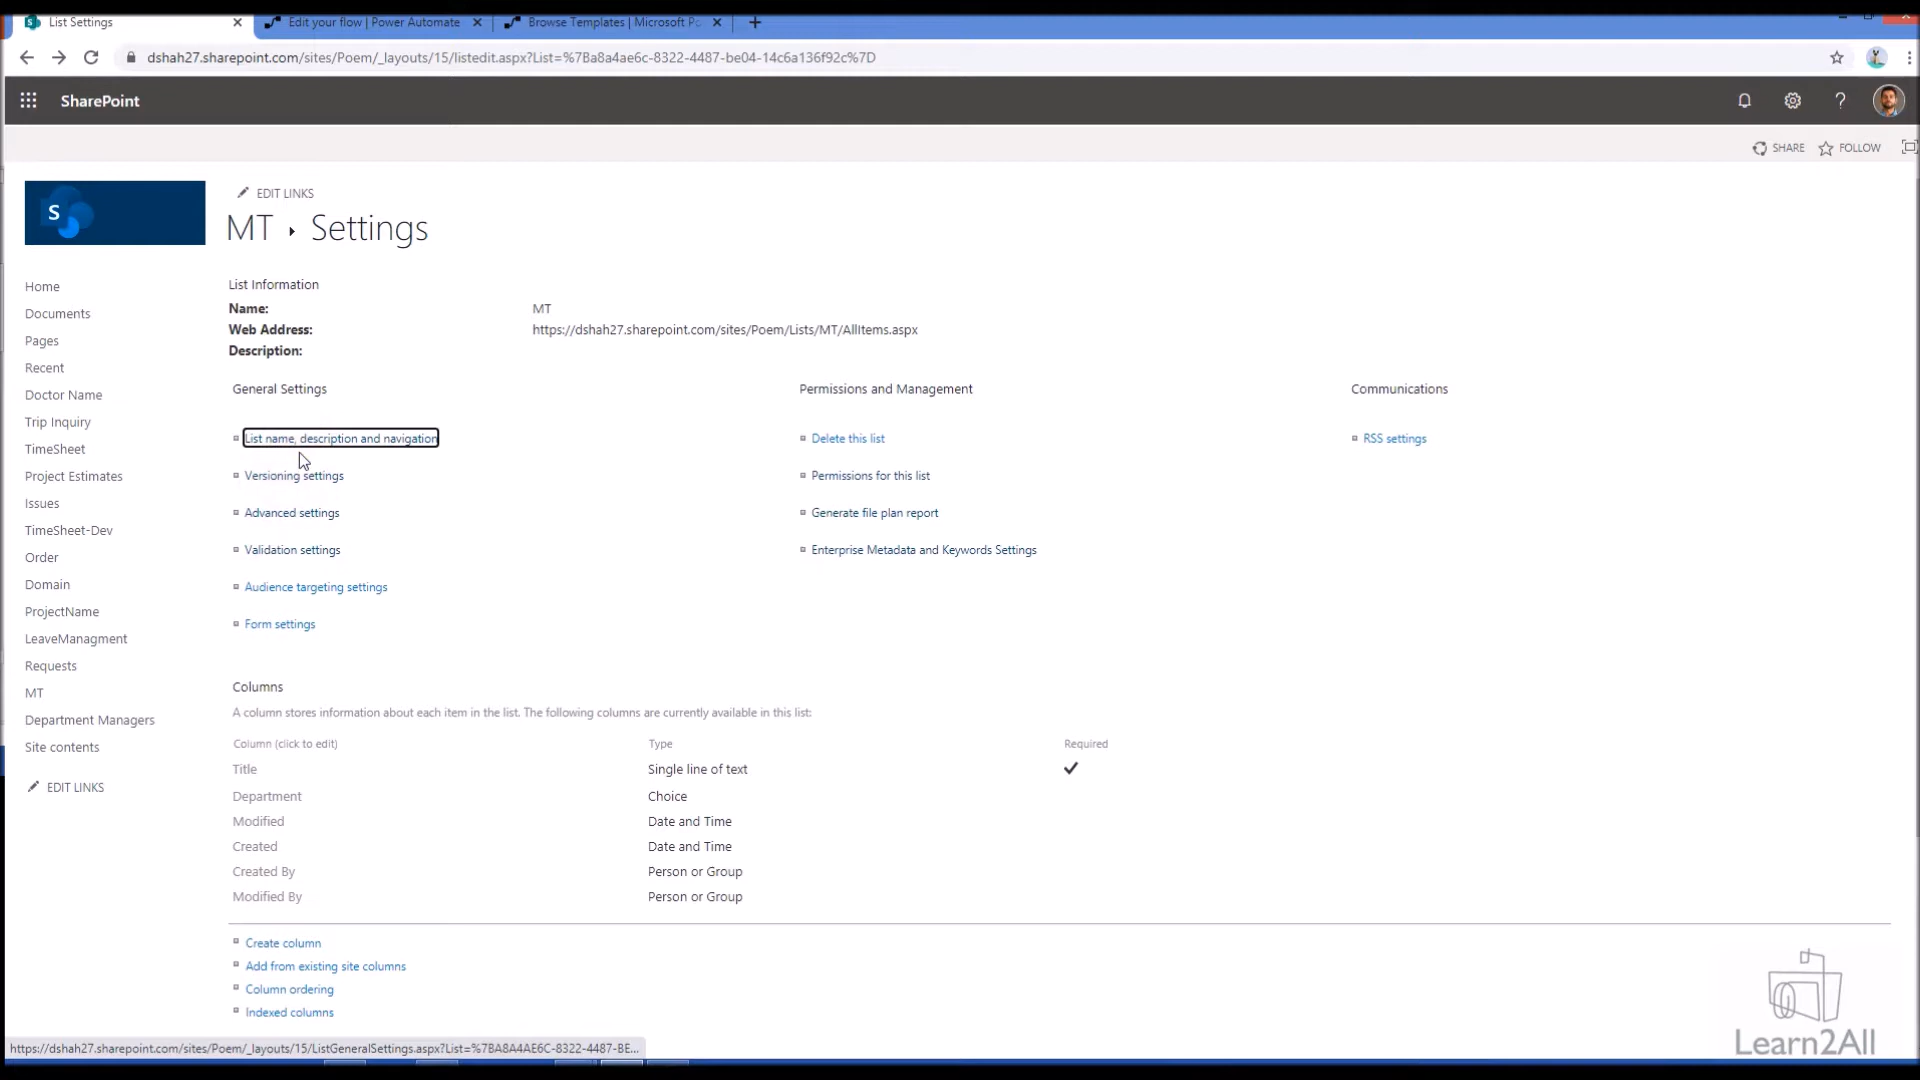 List Settings
Edit your flow | Power Automate
Browse Templates | Microsoft Po
dshah27.sharepoint.com/sites/Poem/_layouts/15/listedit.aspx?List=%7Ba8a4ae6c-8322-4487-be04-14c6a136f92c%7D
SharePoint
SHARE
FOLLOW
S
EDIT LINKS
MT ▸ Settings
Home
Documents
Pages
Recent
Doctor Name
Trip Inquiry
TimeSheet
Project Estimates
Issues
TimeSheet-Dev
Order
Domain
ProjectName
LeaveManagment
Requests
MT
Department Managers
Site contents
EDIT LINKS
List Information
Name: MT
Web Address: https://dshah27.sharepoint.com/sites/Poem/Lists/MT/AllItems.aspx
Description:
General Settings
List name, description and navigation
Versioning settings
Advanced settings
Validation settings
Audience targeting settings
Form settings
Permissions and Management
Delete this list
Permissions for this list
Generate file plan report
Enterprise Metadata and Keywords Settings
Communications
RSS settings
Columns
A column stores information about each item in the list. The following columns are currently available in this list:
Column (click to edit) Type Required
Title Single line of text
Department Choice
Modified Date and Time
Created Date and Time
Created By Person or Group
Modified By Person or Group
Create column
Add from existing site columns
Column ordering
Indexed columns
https://dshah27.sharepoint.com/sites/Poem/_layouts/15/ListGeneralSettings.aspx?List=%7BA8A4AE6C-8322-4487-BE...
Learn2All